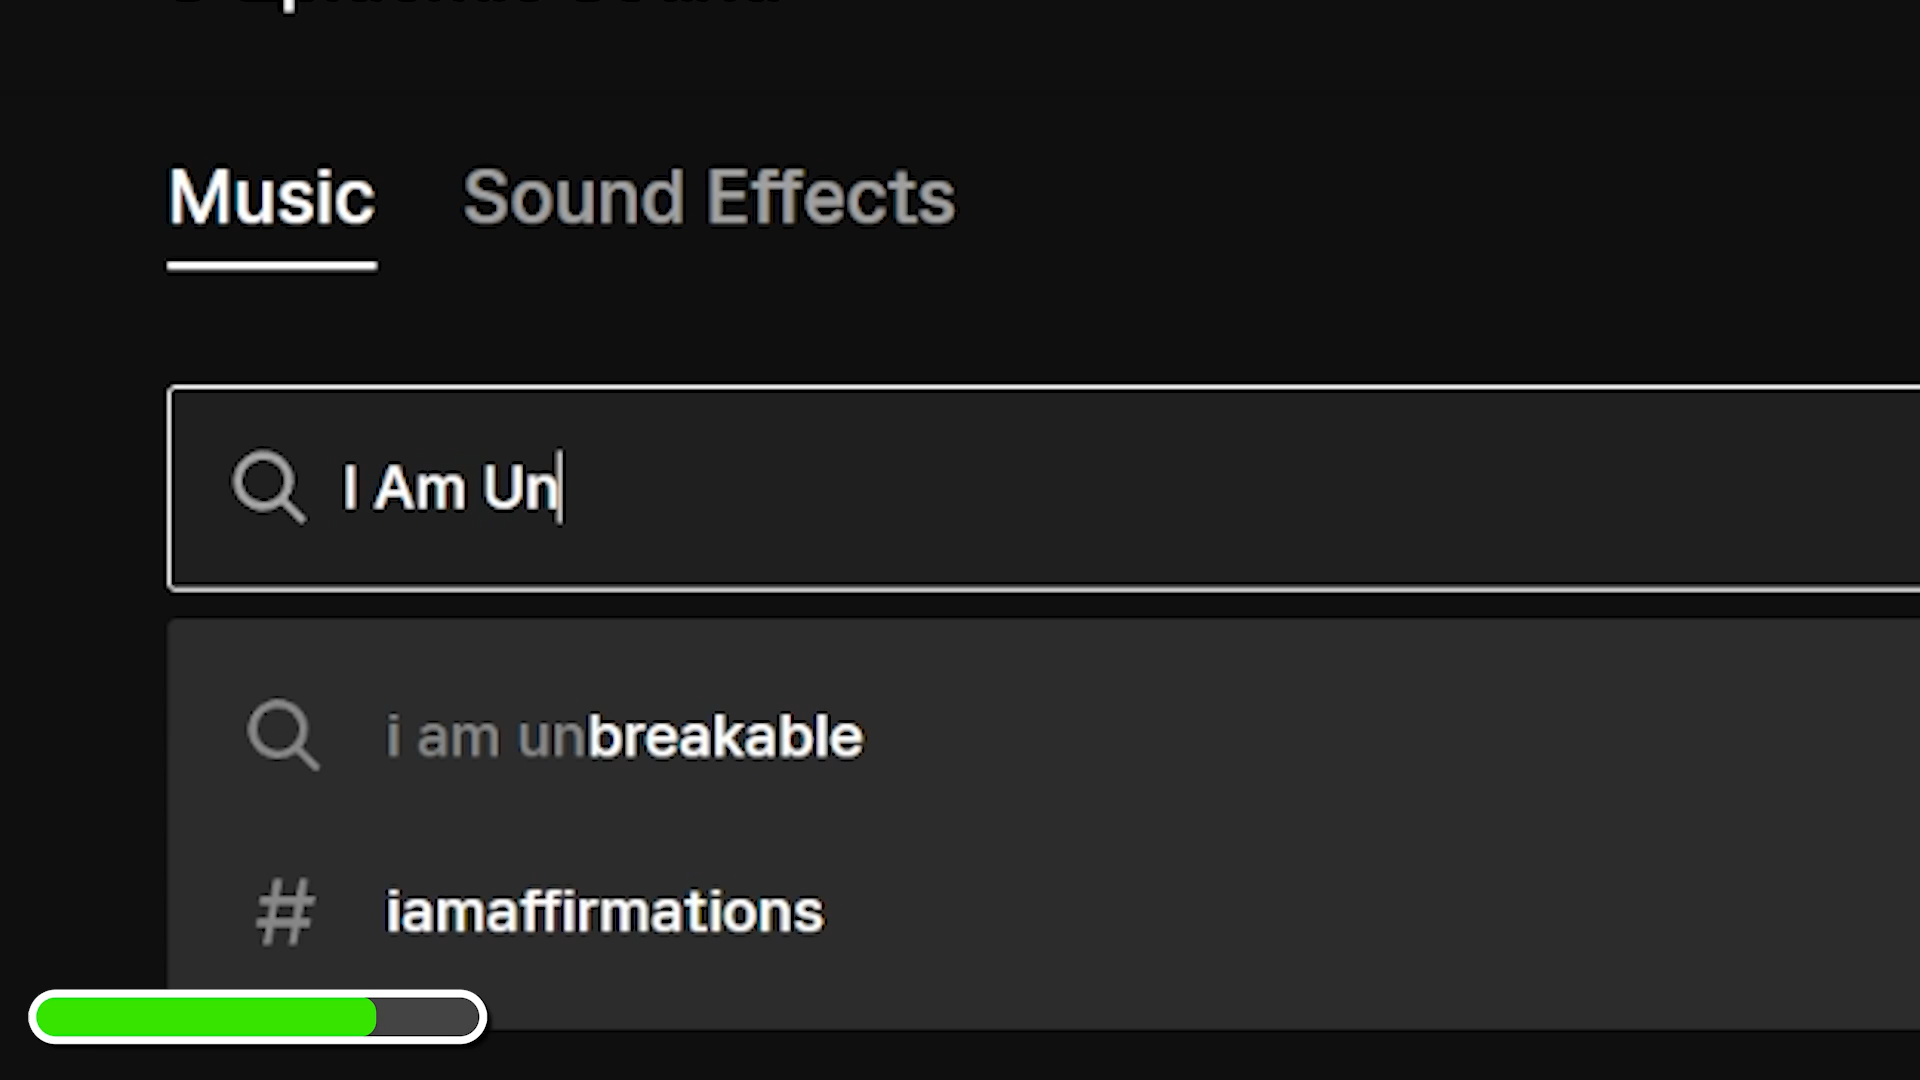 Music Sound Effects
I Am Un
i am unbreakable
# iamaffirmations